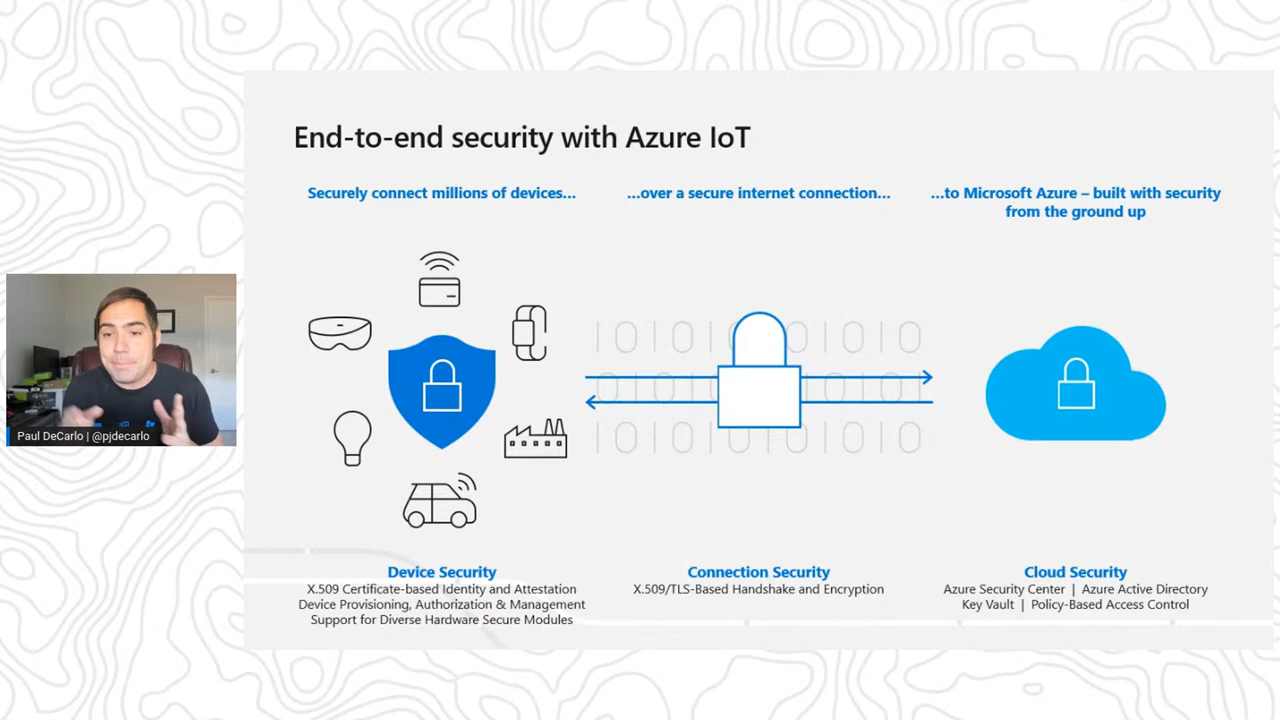 End-to-end security with Azure IoT
Securely connect millions of devices...
...over a secure internet connection...
...to Microsoft Azure – built with security
from the ground up
0101001010
0101001010
0101001010
Paul DeCarlo | @pjdecarlo
Device Security
X.509 Certificate-based Identity and Attestation
Device Provisioning, Authorization & Management
Support for Diverse Hardware Secure Modules
Connection Security
X.509/TLS-Based Handshake and Encryption
Cloud Security
Azure Security Center | Azure Active Directory
Key Vault | Policy-Based Access Control